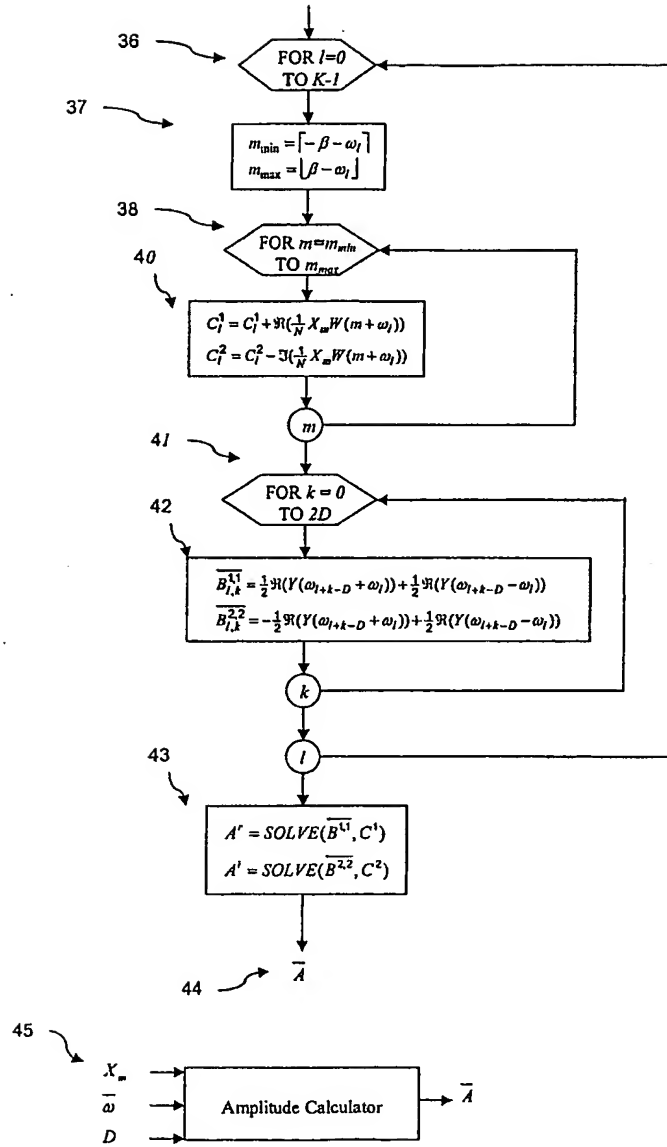 36
FOR l=0
TO K-1
37
m_min = ⌈-β - ω_l⌉
m_max = ⌊β - ω_l⌋
38
FOR m=m_min
TO m_max
40
C_l^1 = C_l^1 + ℜ(1/N X_m W(m + ω_l))
C_l^2 = C_l^2 - ℑ(1/N X_m W(m + ω_l))
m
41
FOR k = 0
TO 2D
42
B_{l,k}^{1,1} = 1/2 ℜ(Y(ω_{l+k-D} + ω_l)) + 1/2 ℜ(Y(ω_{l+k-D} - ω_l))
B_{l,k}^{2,2} = -1/2 ℜ(Y(ω_{l+k-D} + ω_l)) + 1/2 ℜ(Y(ω_{l+k-D} - ω_l))
k
l
43
A^r = SOLVE(B^{1,1}, C^1)
A^i = SOLVE(B^{2,2}, C^2)
44
A̅
45
X_m
ω̅
D
Amplitude Calculator
A̅